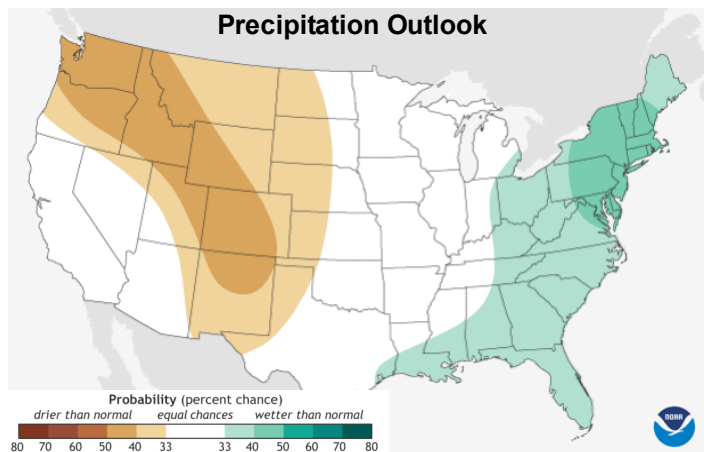 Precipitation Outlook
Probability (percent chance)
drier than normal equal chances wetter than normal
80 70 60 50 40 33 33 40 50 60 70 80
NOAA